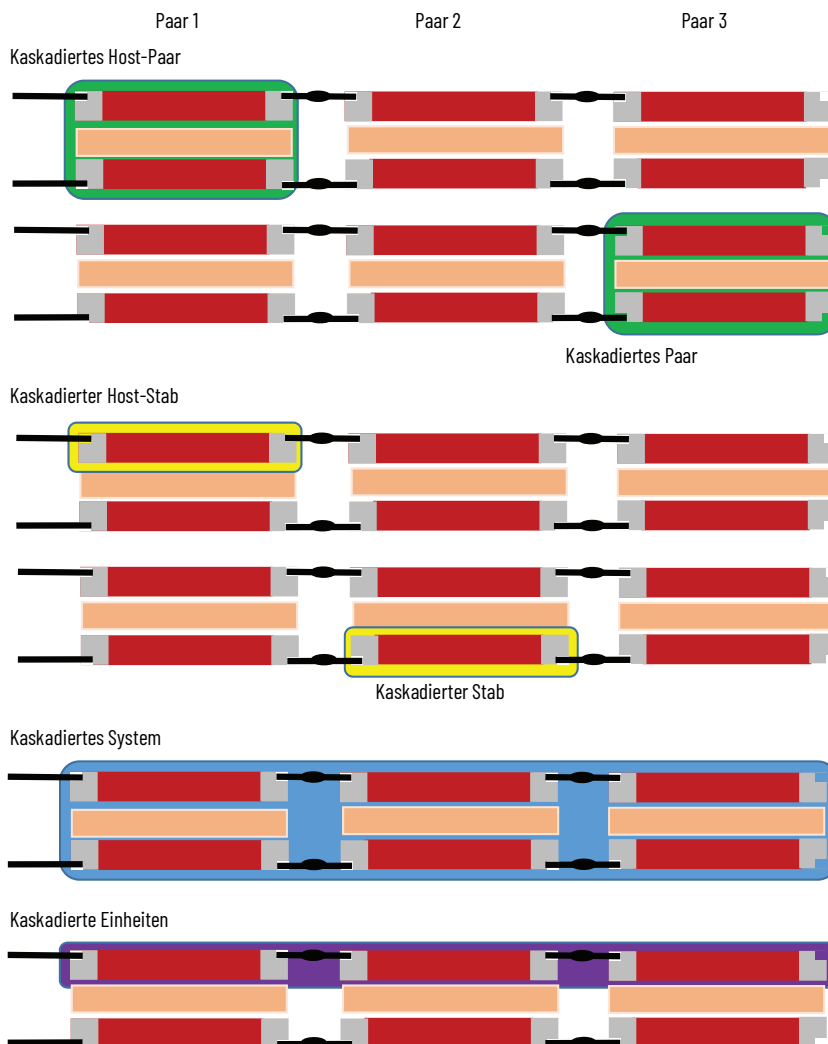 Paar 1 Paar 2 Paar 3
Kaskadiertes Host-Paar
Kaskadiertes Paar
Kaskadierter Host-Stab
Kaskadierter Stab
Kaskadiertes System
Kaskadierte Einheiten